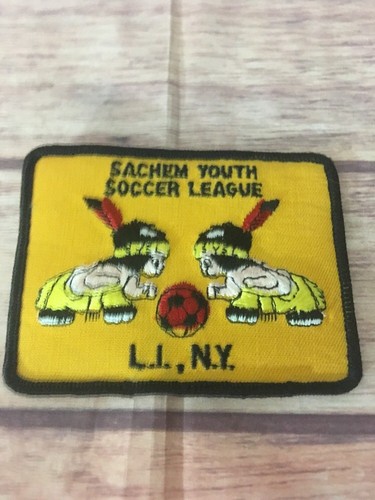 SACHEM YOUTH
SOCCER LEAGUE
L.I., N.Y.